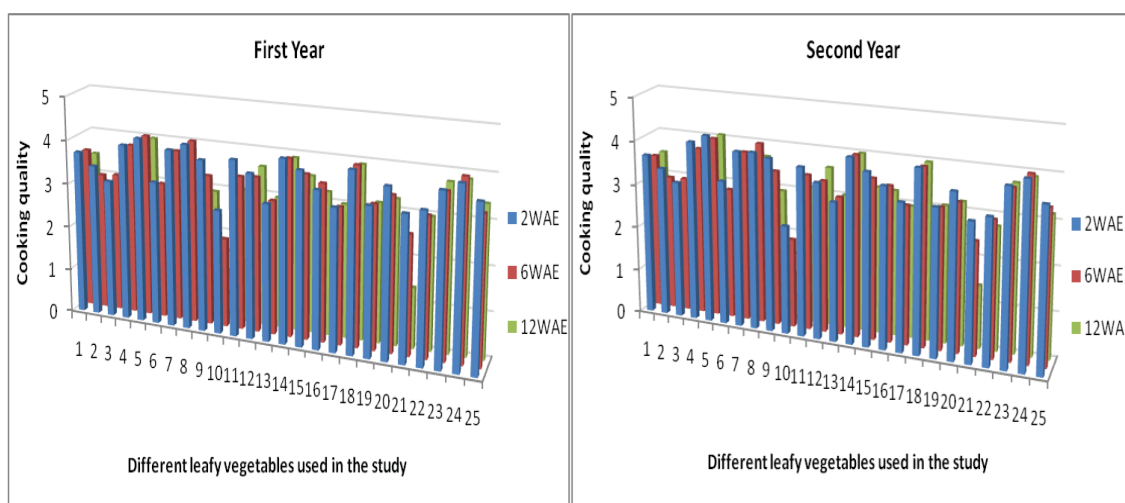 First Year
5
4
3
2
1
0
Cooking quality
1 2 3 4 5 6 7 8 9 10 11 12 13 14 15 16 17 18 19 20 21 22 23 24 25
2WAE
6WAE
12WAE
Different leafy vegetables used in the study
Second Year
5
4
3
2
1
0
Cooking quality
1 2 3 4 5 6 7 8 9 10 11 12 13 14 15 16 17 18 19 20 21 22 23 24 25
2WAE
6WAE
12WA
Different leafy vegetables used in the study